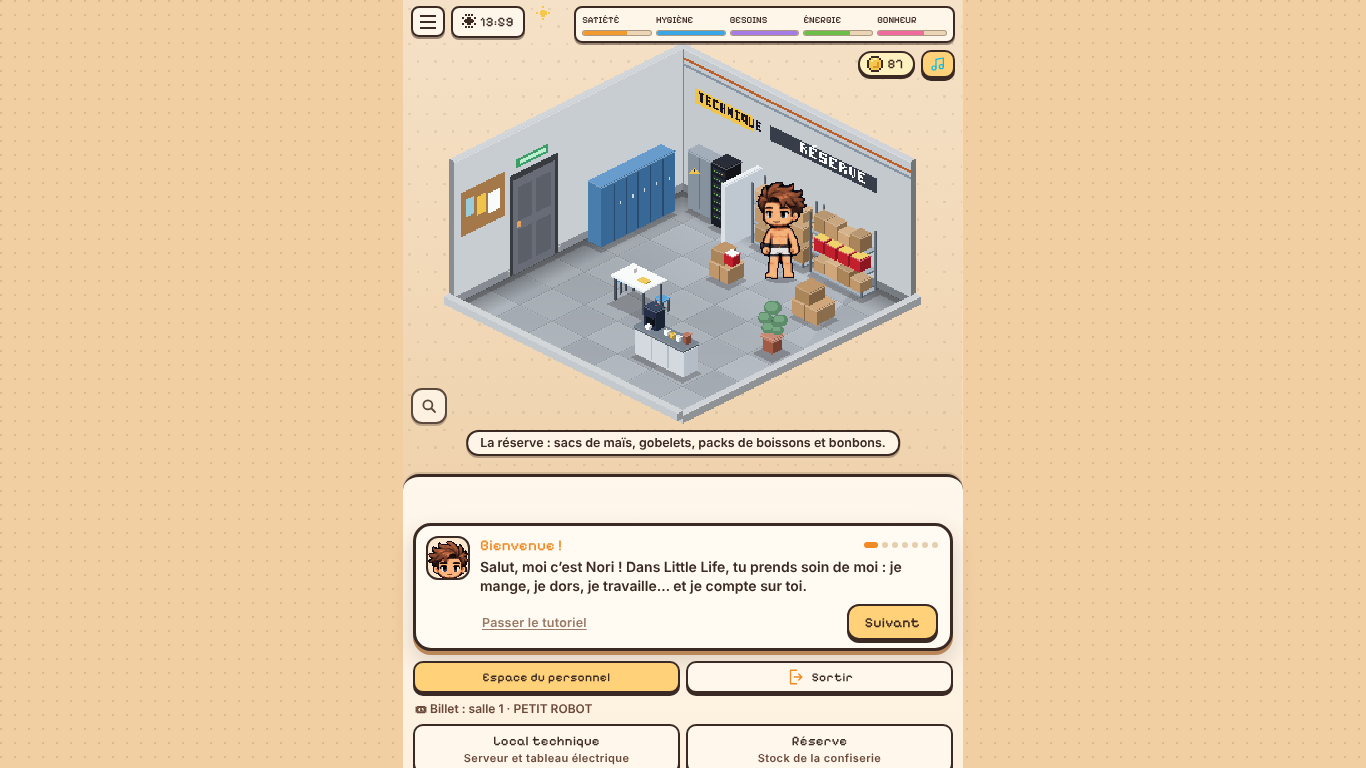 13:59
SATIÉTÉ
HYGIÈNE
BESOINS
ÉNERGIE
BONHEUR
87
TECHNIQUE
RÉSERVE
La réserve : sacs de maïs, gobelets, packs de boissons et bonbons.
Bienvenue !
Salut, moi c’est Nori ! Dans Little Life, tu prends soin de moi : je
mange, je dors, je travaille… et je compte sur toi.
Passer le tutoriel
Suivant
Espace du personnel
Sortir
Billet : salle 1 · PETIT ROBOT
Local technique
Serveur et tableau électrique
Réserve
Stock de la confiserie